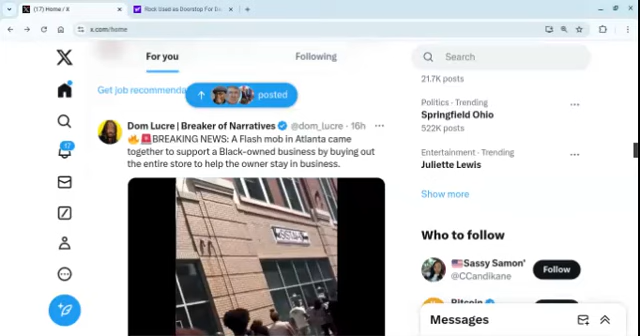 (17) Home / X
Rock Used as Doorstop For De
x.com/home
For you
Following
Search
Get job recommenda
posted
21.7K posts
Politics · Trending
Springfield Ohio
522K posts
Entertainment · Trending
Juliette Lewis
Show more
Dom Lucre | Breaker of Narratives @dom_lucre · 16h
BREAKING NEWS: A Flash mob in Atlanta came
together to support a Black-owned business by buying out
the entire store to help the owner stay in business.
17
Who to follow
Sassy Samon'
@CCandikane
Follow
Bitcoin
Messages